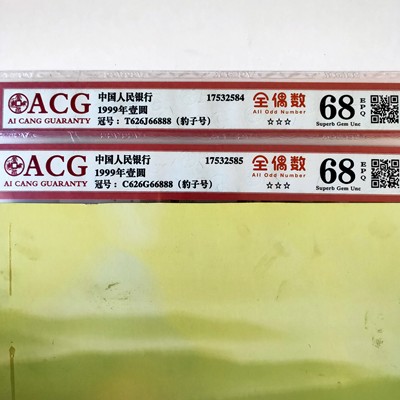 ACG
AI CANG GUARANTY
中国人民银行
1999年壹圆
冠号：T626J66888（豹子号）
17532584
全偶数
All Odd Number
☆☆☆
68 EPQ
Superb Gem Unc
ACG
AI CANG GUARANTY
中国人民银行
1999年壹圆
冠号：C626G66888（豹子号）
17532585
全偶数
All Odd Number
☆☆☆
68 EPQ
Superb Gem Unc